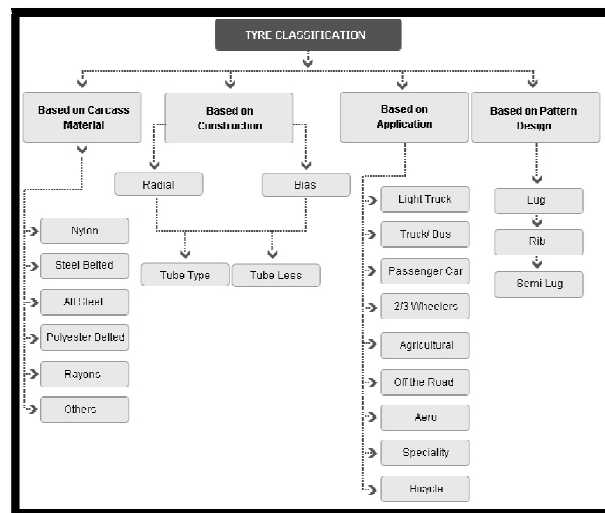 TYRE CLASSIFICATION
Based on Carcass
Material
Based on
Construction
Based on
Application
Based on Pattern
Design
Radial
Bias
Tube Type
Tube Less
Nylon
Steel Belted
All Steel
Polyester Belted
Rayons
Others
Light Truck
Truck/ Bus
Passenger Car
2/3 Wheelers
Agricultural
Off the Road
Aero
Speciality
Bicycle
Lug
Rib
Semi Lug